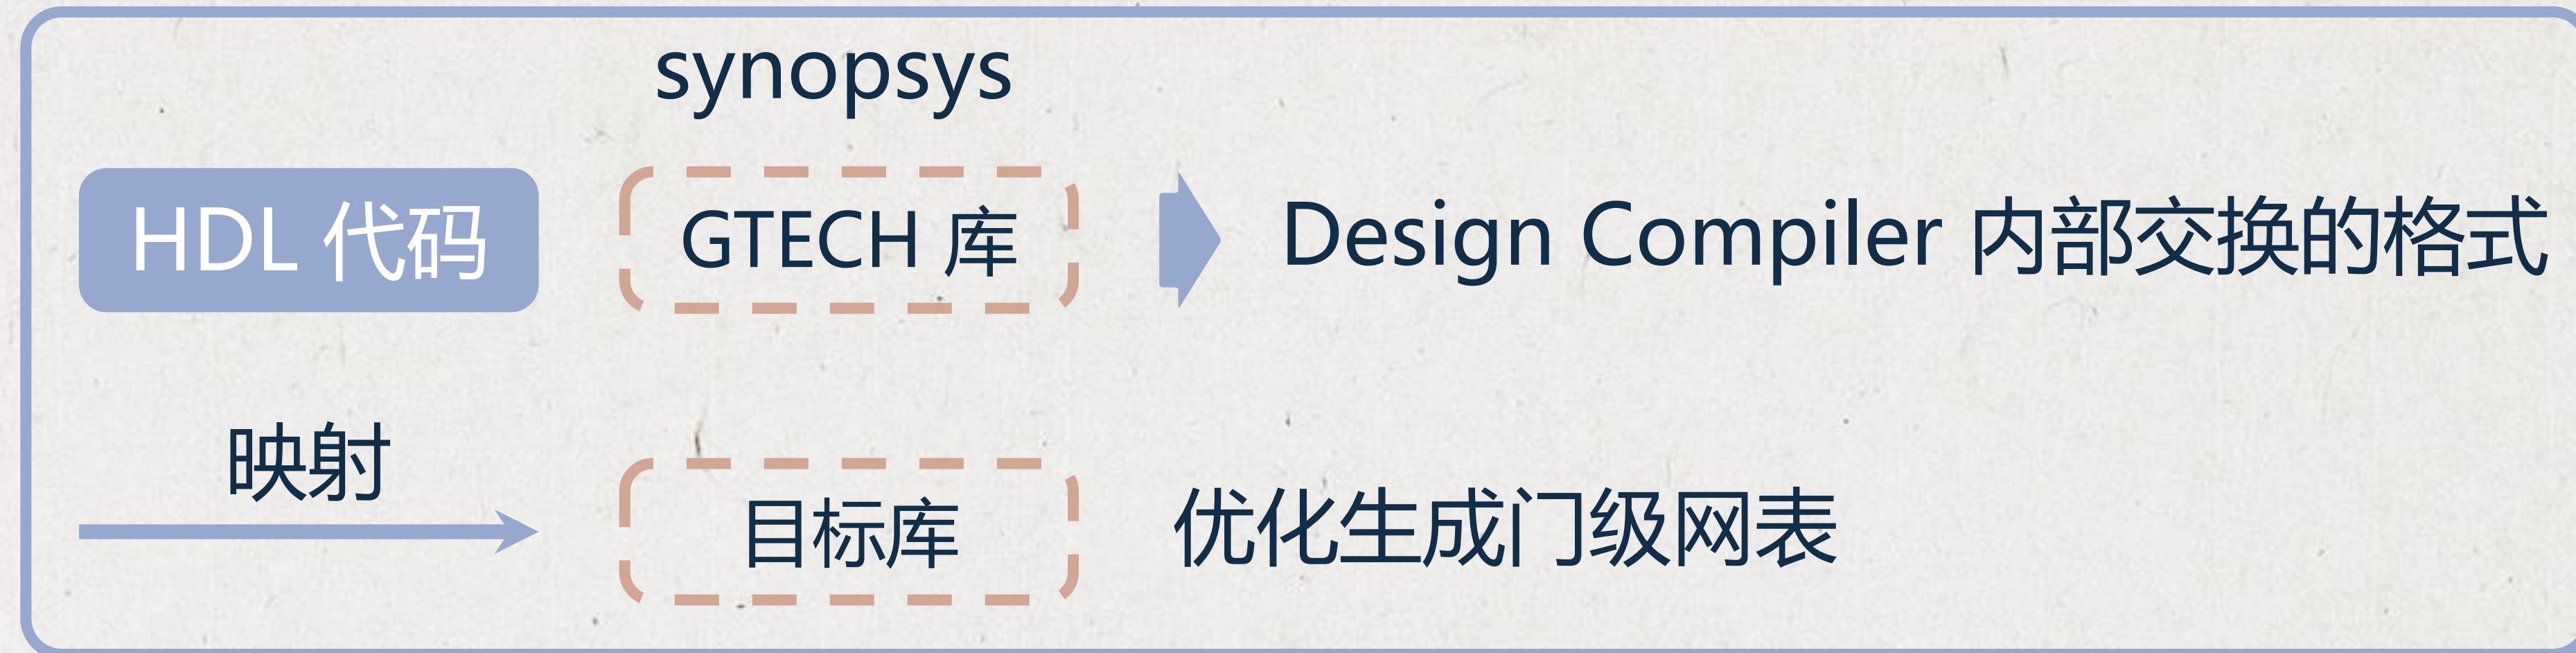 synopsys
HDL 代码
GTECH 库
Design Compiler 内部交换的格式
映射
目标库
优化生成门级网表